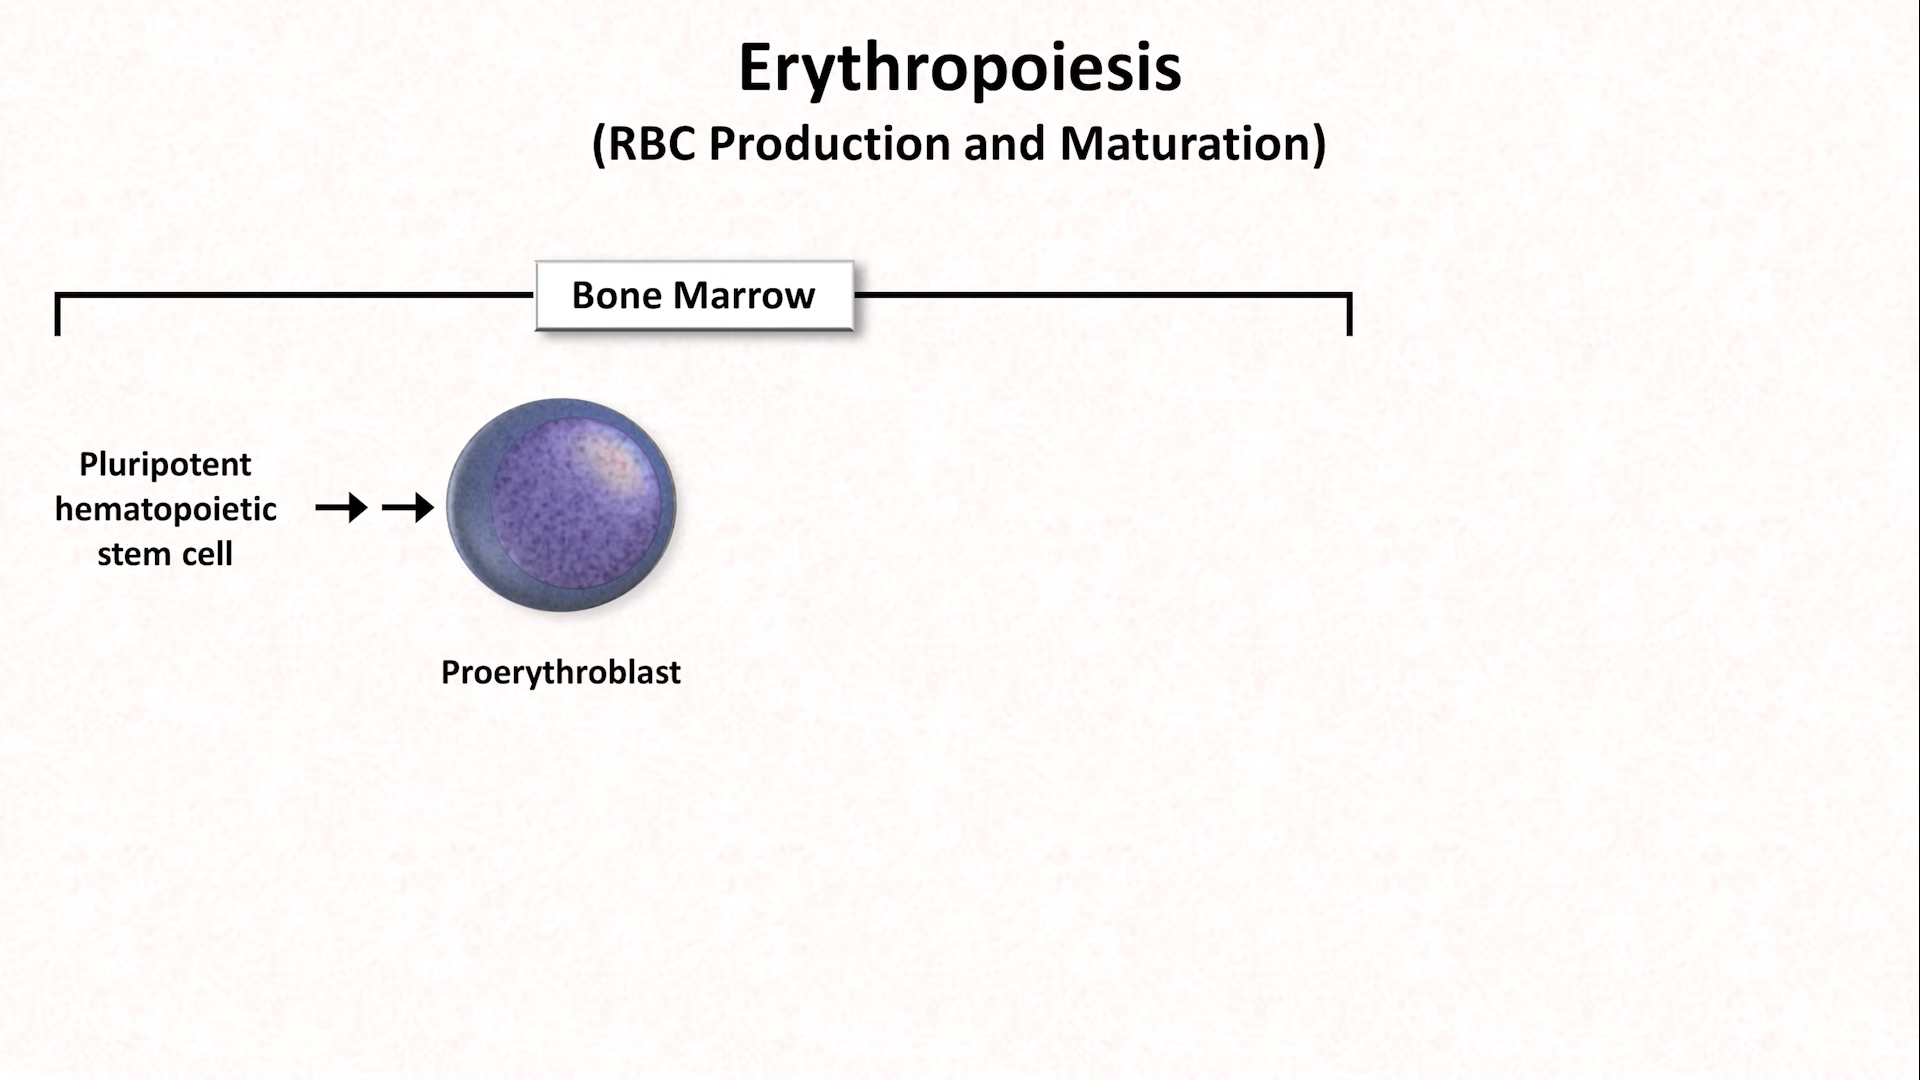 Erythropoiesis
(RBC Production and Maturation)
Bone Marrow
Pluripotent
hematopoietic
stem cell
Proerythroblast